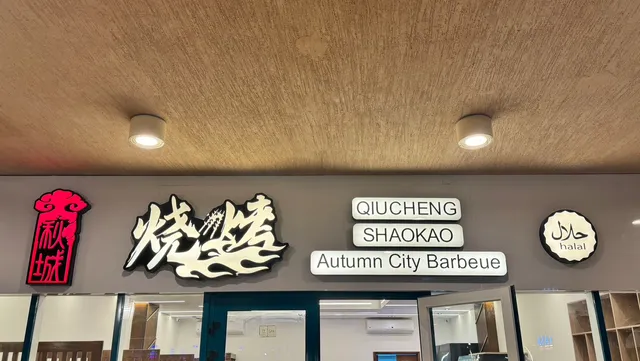 秋城
烧烤
QIUCHENG
SHAOKAO
Autumn City Barbeue
حلال
halal